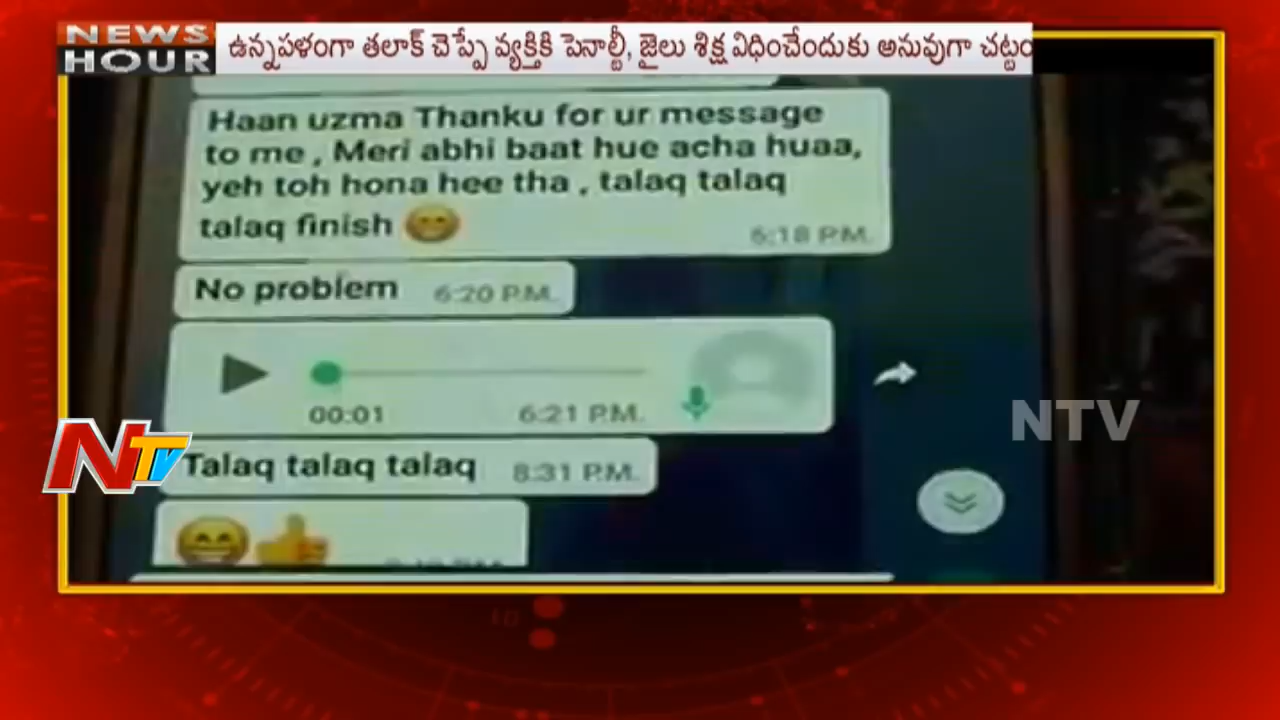 NEWS
HOUR
ఉన్నపళంగా తలాక్ చెప్పే వ్యక్తికి పెనాల్టీ, జైలు శిక్ష విధించేందుకు అనువుగా చట్టం
Haan uzma Thanku for ur message
to me , Meri abhi baat hue acha huaa,
yeh toh hona hee tha , talaq talaq
talaq finish
6:18 P.M.
No problem 6:20 P.M.
00:01 6:21 P.M.
NTV
NTV
Talaq talaq talaq 8:31 P.M.